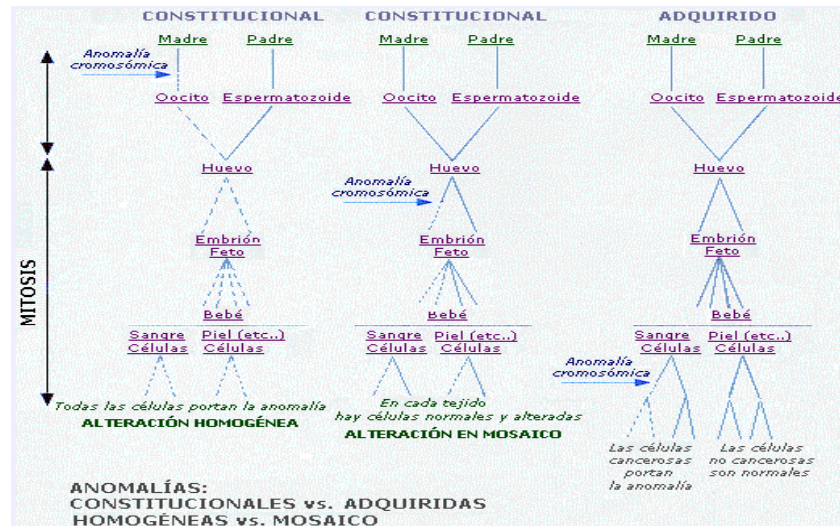 CONSTITUCIONAL CONSTITUCIONAL ADQUIRIDO
Madre Padre Madre Padre Madre Padre
Anomalía
cromosómica
Oocito Espermatozoide Oocito Espermatozoide Oocito Espermatozoide
Huevo Huevo Huevo
Anomalía
cromosómica
Embrión Embrión Embrión
Feto Feto Feto
MITOSIS
Bebé Bebé Bebé
Sangre Piel (etc..) Sangre Piel (etc..) Sangre Piel (etc..)
Células Células Células Células Células Células
Anomalía
cromosómica
Todas las células portan la anomalía
ALTERACIÓN HOMOGÉNEA
En cada tejido
hay células normales y alteradas
ALTERACIÓN EN MOSAICO
Las células
cancerosas
portan
la anomalía
Las células
no cancerosas
son normales
ANOMALÍAS:
CONSTITUCIONALES vs. ADQUIRIDAS
HOMOGÉNEAS vs. MOSAICO